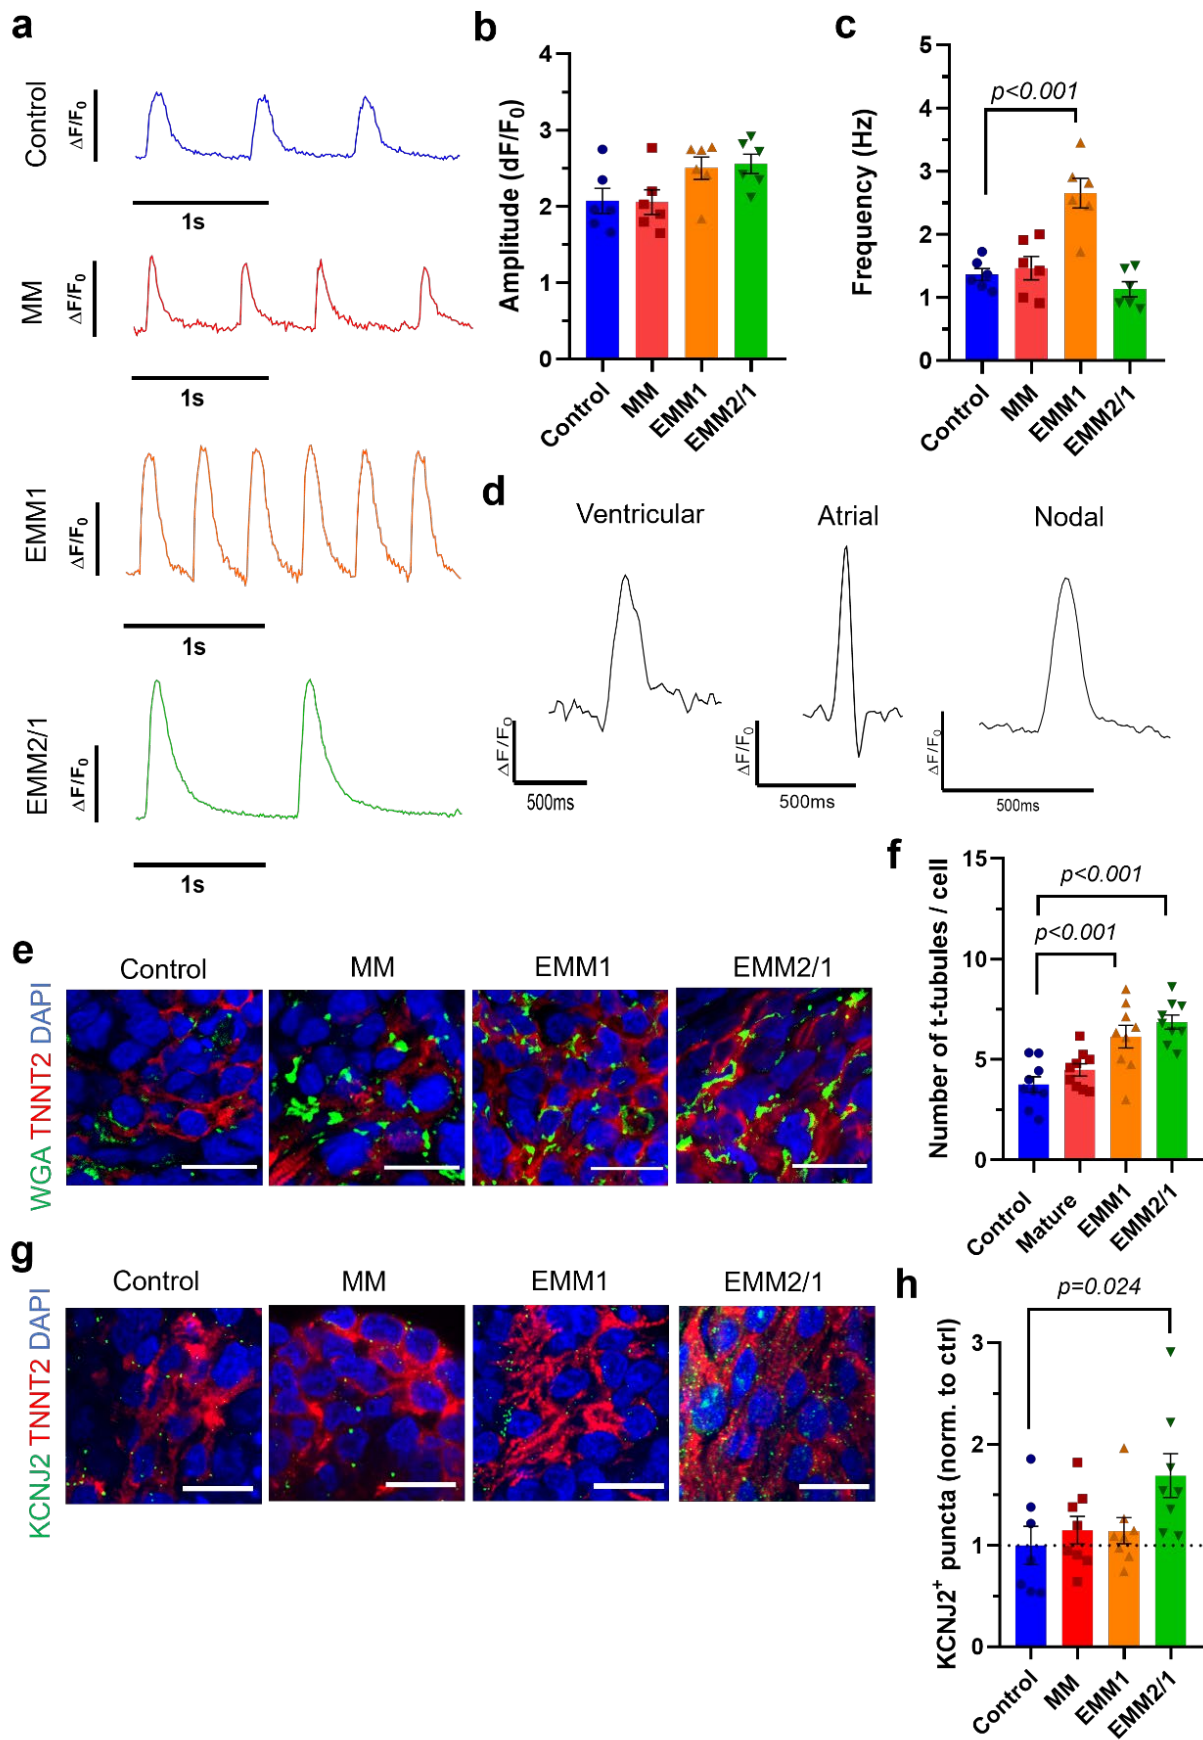 a
Control
ΔF/F0
1s
MM
ΔF/F0
1s
EMM1
ΔF/F0
1s
EMM2/1
ΔF/F0
1s
b
Amplitude (dF/F0)
4
3
2
1
0
Control
MM
EMM1
EMM2/1
c
Frequency (Hz)
5
4
3
2
1
0
p<0.001
Control
MM
EMM1
EMM2/1
d
Ventricular
Atrial
Nodal
ΔF/F0
500ms
ΔF/F0
500ms
ΔF/F0
500ms
e
Control
MM
EMM1
EMM2/1
WGA TNNT2 DAPI
f
Number of t-tubules / cell
15
10
5
0
p<0.001
p<0.001
Control
Mature
EMM1
EMM2/1
g
Control
MM
EMM1
EMM2/1
KCNJ2 TNNT2 DAPI
h
KCNJ2+ puncta (norm. to ctrl)
p=0.024
3
2
1
0
Control
MM
EMM1
EMM2/1